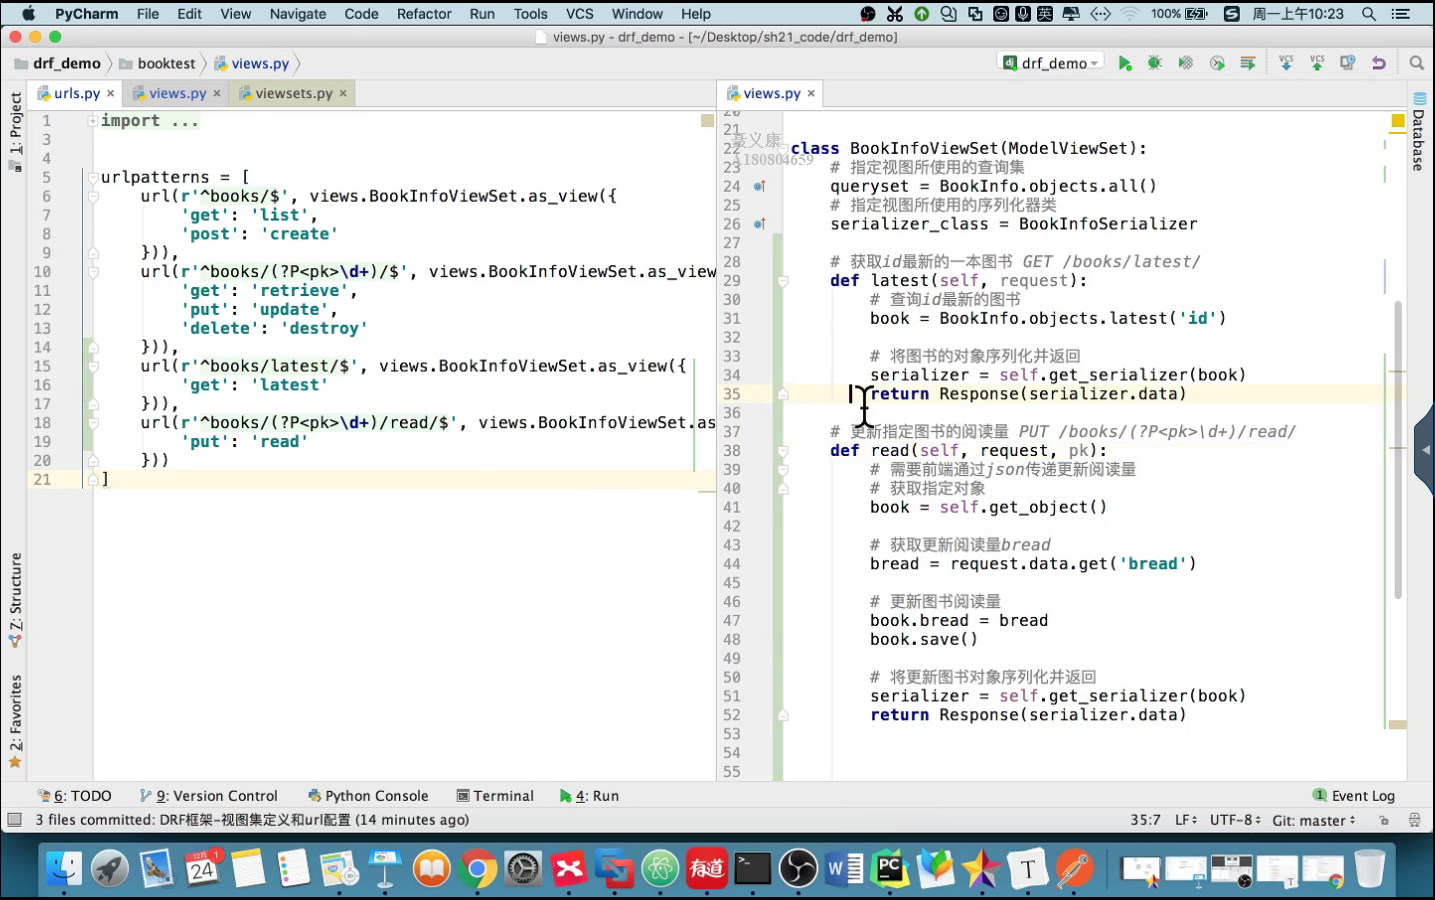 PyCharm File Edit View Navigate Code Refactor Run Tools VCS Window Help 英 100% 周一上午10:23
views.py - drf_demo - [~/Desktop/sh21_code/drf_demo]
drf_demo booktest views.py drf_demo VCS VCS
urls.py × views.py × viewsets.py × views.py ×
1: Project
7: Structure
2: Favorites
Database
1 import ...
3
4
5 urlpatterns = [
6 url(r'^books/$', views.BookInfoViewSet.as_view({
7 'get': 'list',
8 'post': 'create'
9 })),
10 url(r'^books/(?P<pk>\d+)/$', views.BookInfoViewSet.as_view
11 'get': 'retrieve',
12 'put': 'update',
13 'delete': 'destroy'
14 })),
15 url(r'^books/latest/$', views.BookInfoViewSet.as_view({
16 'get': 'latest'
17 })),
18 url(r'^books/(?P<pk>\d+)/read/$', views.BookInfoViewSet.as
19 'put': 'read'
20 }))
21 ]
20
21
A180804659
22 class BookInfoViewSet(ModelViewSet):
23 # 指定视图所使用的查询集
24 queryset = BookInfo.objects.all()
25 # 指定视图所使用的序列化器类
26 serializer_class = BookInfoSerializer
27
28 # 获取id最新的一本图书 GET /books/latest/
29 def latest(self, request):
30 # 查询id最新的图书
31 book = BookInfo.objects.latest('id')
32
33 # 将图书的对象序列化并返回
34 serializer = self.get_serializer(book)
35 return Response(serializer.data)
36
37 # 更新指定图书的阅读量 PUT /books/(?P<pk>\d+)/read/
38 def read(self, request, pk):
39 # 需要前端通过json传递更新阅读量
40 # 获取指定对象
41 book = self.get_object()
42
43 # 获取更新阅读量bread
44 bread = request.data.get('bread')
45
46 # 更新图书阅读量
47 book.bread = bread
48 book.save()
49
50 # 将更新图书对象序列化并返回
51 serializer = self.get_serializer(book)
52 return Response(serializer.data)
53
54
55
6: TODO 9: Version Control Python Console Terminal 4: Run 1 Event Log
3 files committed: DRF框架-视图集定义和url配置 (14 minutes ago) 35:7 LF UTF-8 Git: master
12月 24 1 有道 W PC T